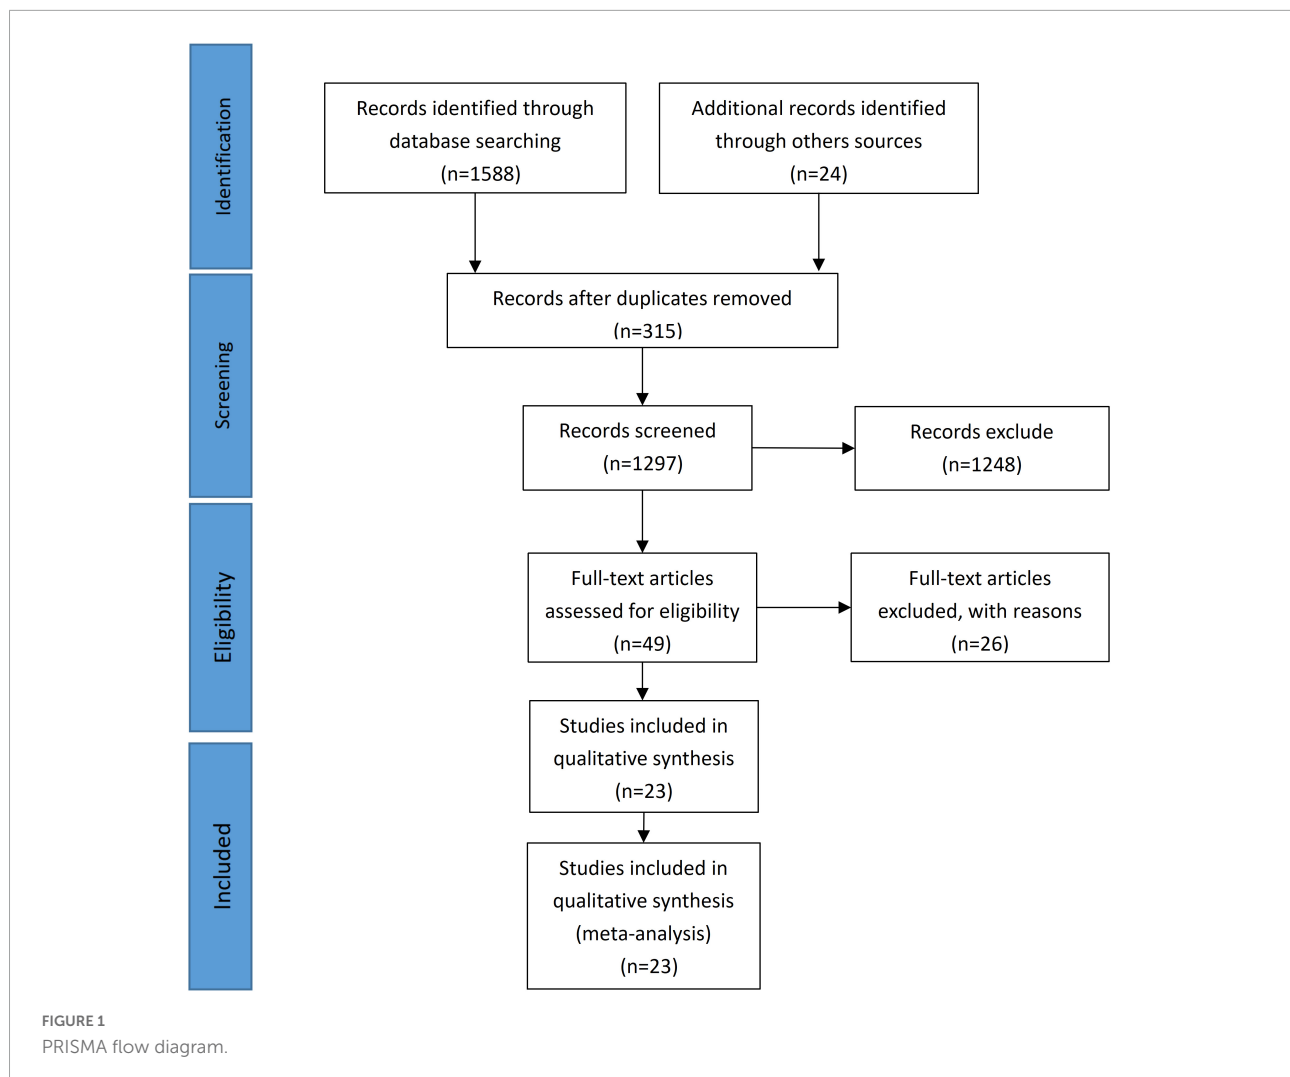 Identification
Records identified through
database searching
(n=1588)
Additional records identified
through others sources
(n=24)
Screening
Records after duplicates removed
(n=315)
Records screened
(n=1297)
Records exclude
(n=1248)
Eligibility
Full-text articles
assessed for eligibility
(n=49)
Full-text articles
excluded, with reasons
(n=26)
Studies included in
qualitative synthesis
(n=23)
Included
Studies included in
qualitative synthesis
(meta-analysis)
(n=23)
FIGURE 1
PRISMA flow diagram.